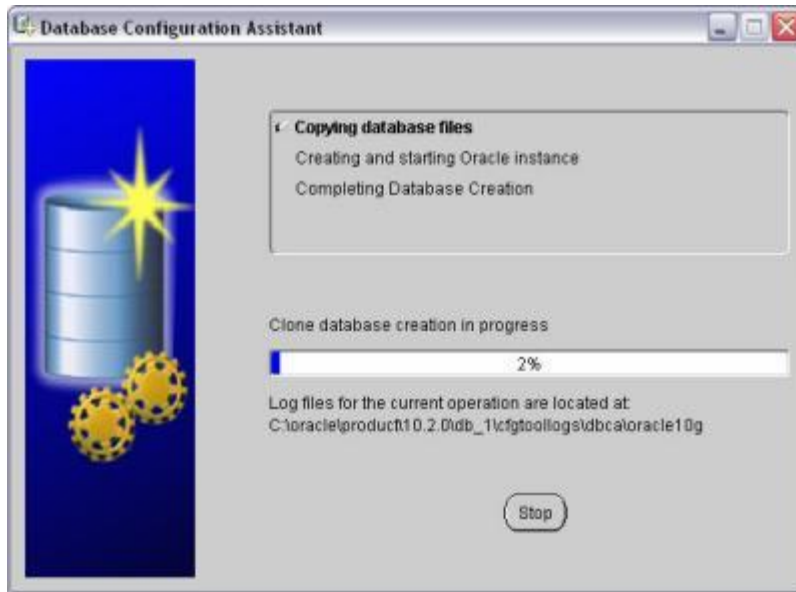 Database Configuration Assistant
Copying database files
Creating and starting Oracle instance
Completing Database Creation
Clone database creation in progress
2%
Log files for the current operation are located at:
C:\oracle\product\10.2.0\db_1\cfgtoollogs\dbca\oracle10g
Stop